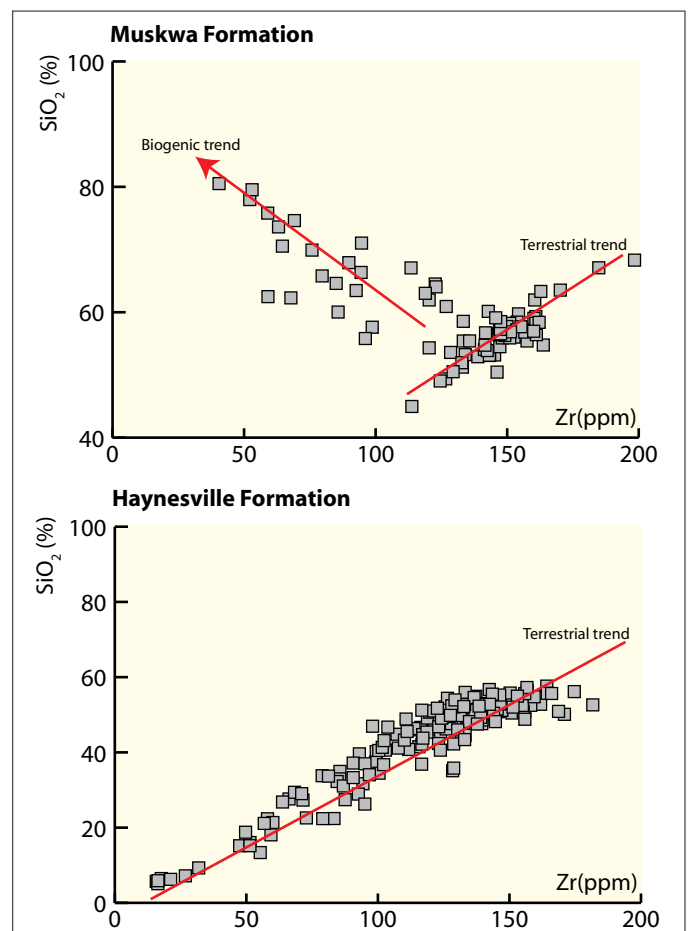 Muskwa Formation
SiO₂ (%)
100
80
60
40
Biogenic trend
Terrestrial trend
Zr(ppm)
0 50 100 150 200
Haynesville Formation
SiO₂ (%)
100
80
60
40
20
0
Terrestrial trend
Zr(ppm)
0 50 100 150 200